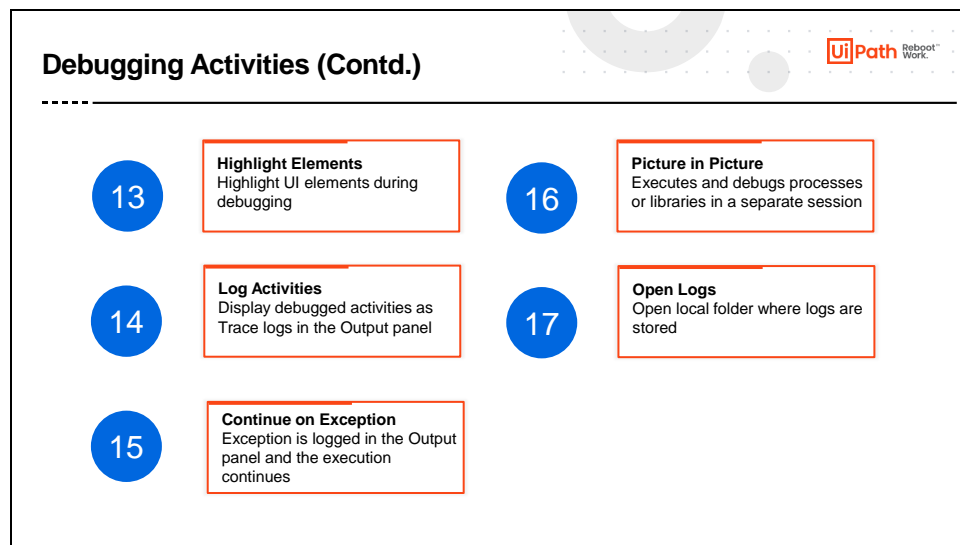 Debugging Activities (Contd.)
UiPath Reboot™
Work.
13
Highlight Elements
Highlight UI elements during
debugging
14
Log Activities
Display debugged activities as
Trace logs in the Output panel
15
Continue on Exception
Exception is logged in the Output
panel and the execution
continues
16
Picture in Picture
Executes and debugs processes
or libraries in a separate session
17
Open Logs
Open local folder where logs are
stored